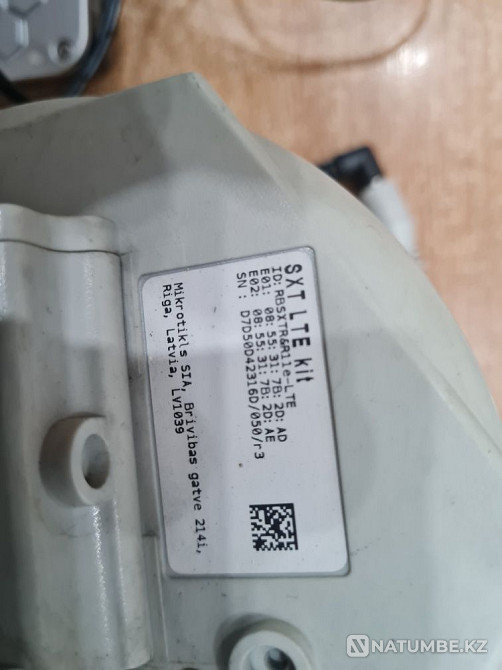 SXT LTE kit
ID: RBSXTR&R11e-LTE
E01: 08:55:31:7B:2D:AD
E02: 08:55:31:7B:2D:AE
SN : D7D50D42316D/050/r3
Mikrotikls SIA, Brivibas gatve 214i,
Riga, Latvia, LV1039
NATUMBE.KZ